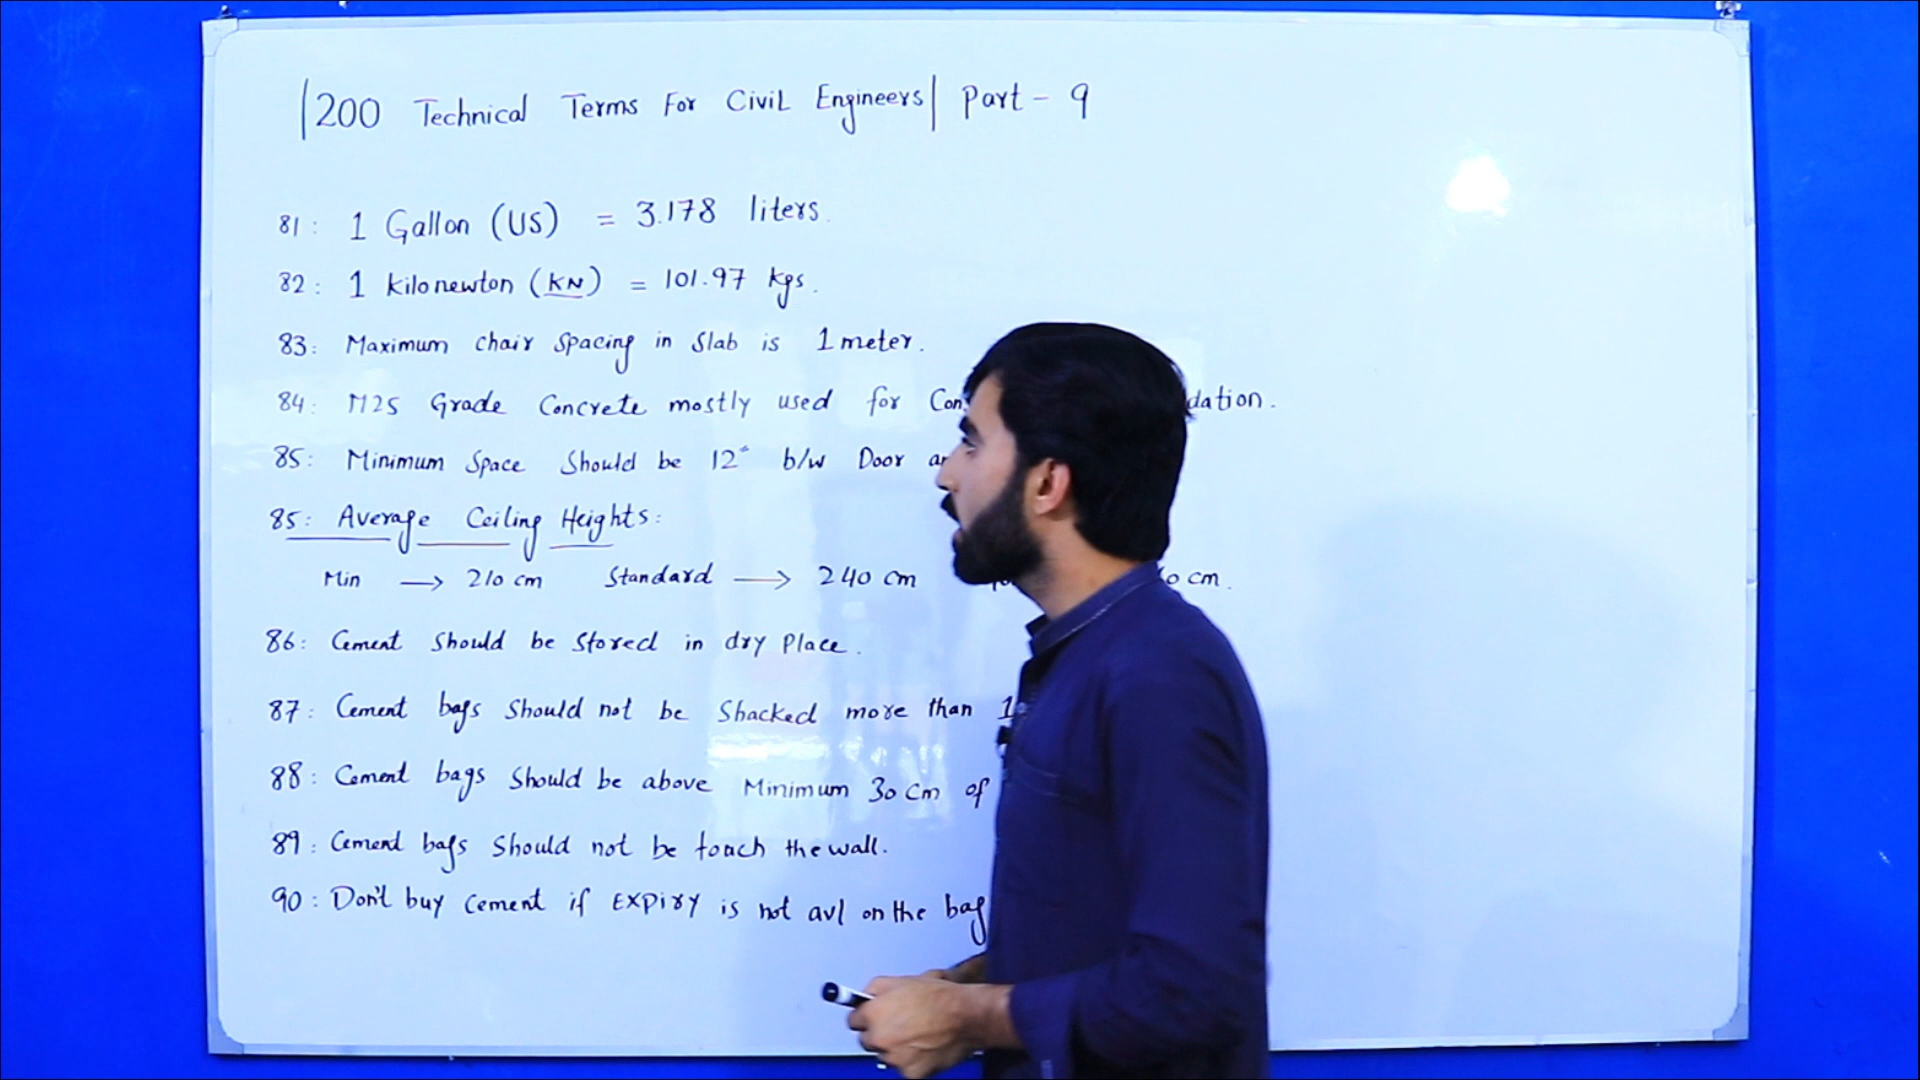 |200 Technical Terms For Civil Engineers| Part - 9
81: 1 Gallon (US) = 3.178 liters.
82: 1 kilonewton (KN) = 101.97 kgs.
83: Maximum chair Spacing in Slab is 1 meter.
84: M25 Grade Concrete mostly used for Con dation.
85: Minimum Space Should be 12" b/w Door
85: Average Ceiling Heights:
Min → 210 cm Standard → 240 cm cm.
86: Cement Should be Stored in dry Place.
87: Cement bags Should not be Shacked more than
88: Cement bags Should be above Minimum 30 cm of
89: Cement bags Should not be touch the wall.
90: Don't buy cement if Expiry is not avl on the bag